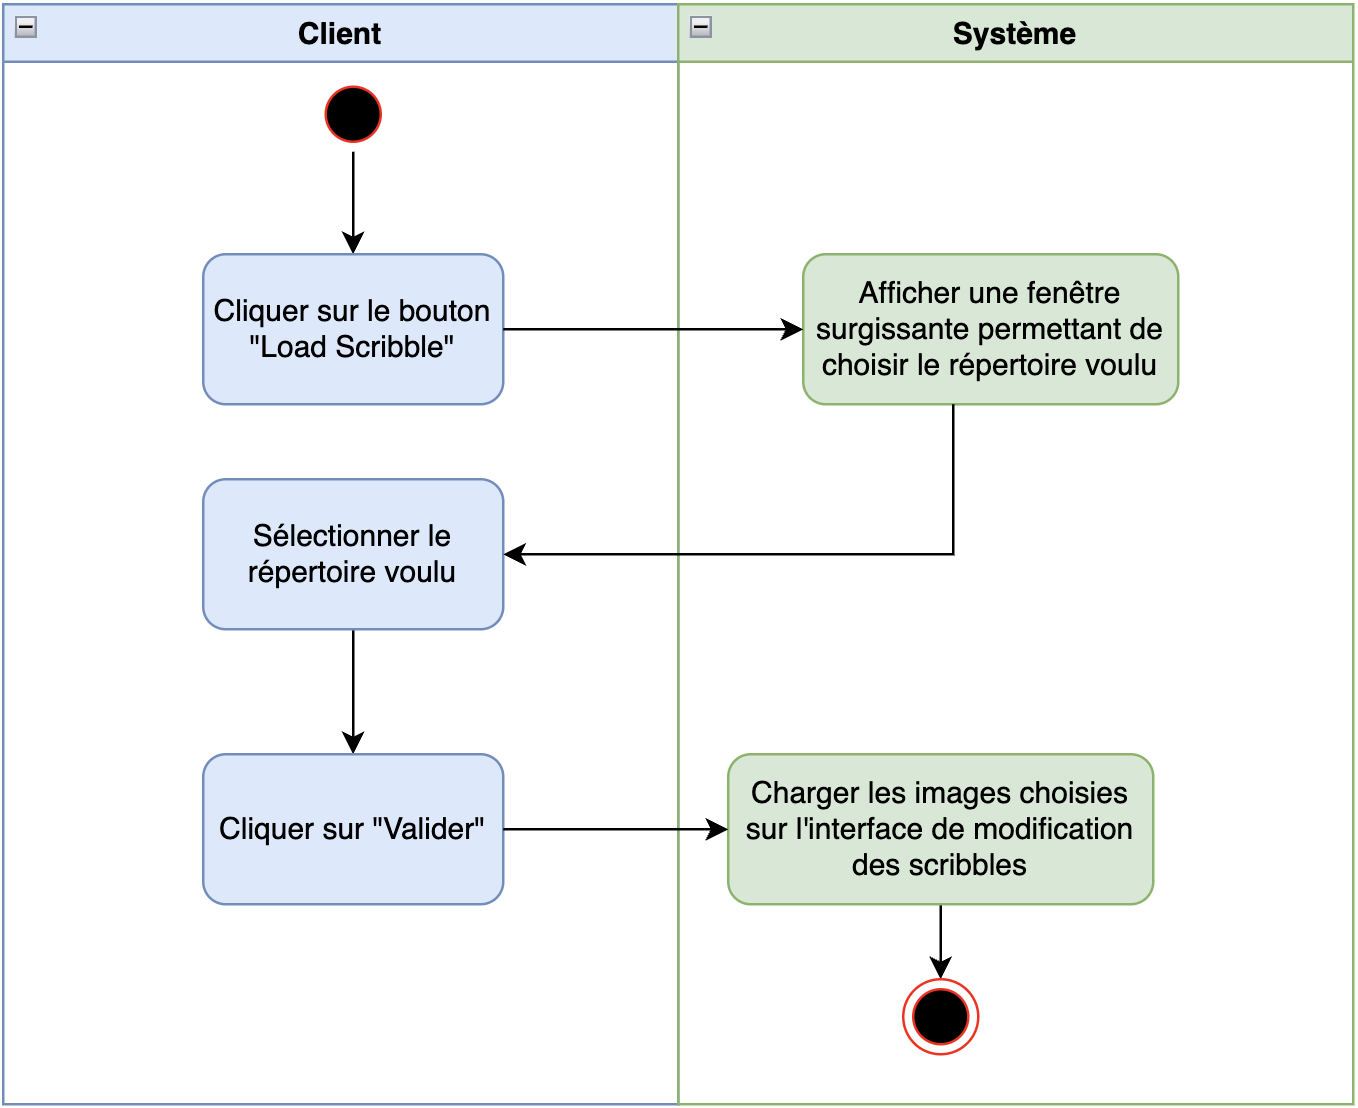 Client
Système
Cliquer sur le bouton
"Load Scribble"
Afficher une fenêtre
surgissante permettant de
choisir le répertoire voulu
Sélectionner le
répertoire voulu
Cliquer sur "Valider"
Charger les images choisies
sur l'interface de modification
des scribbles